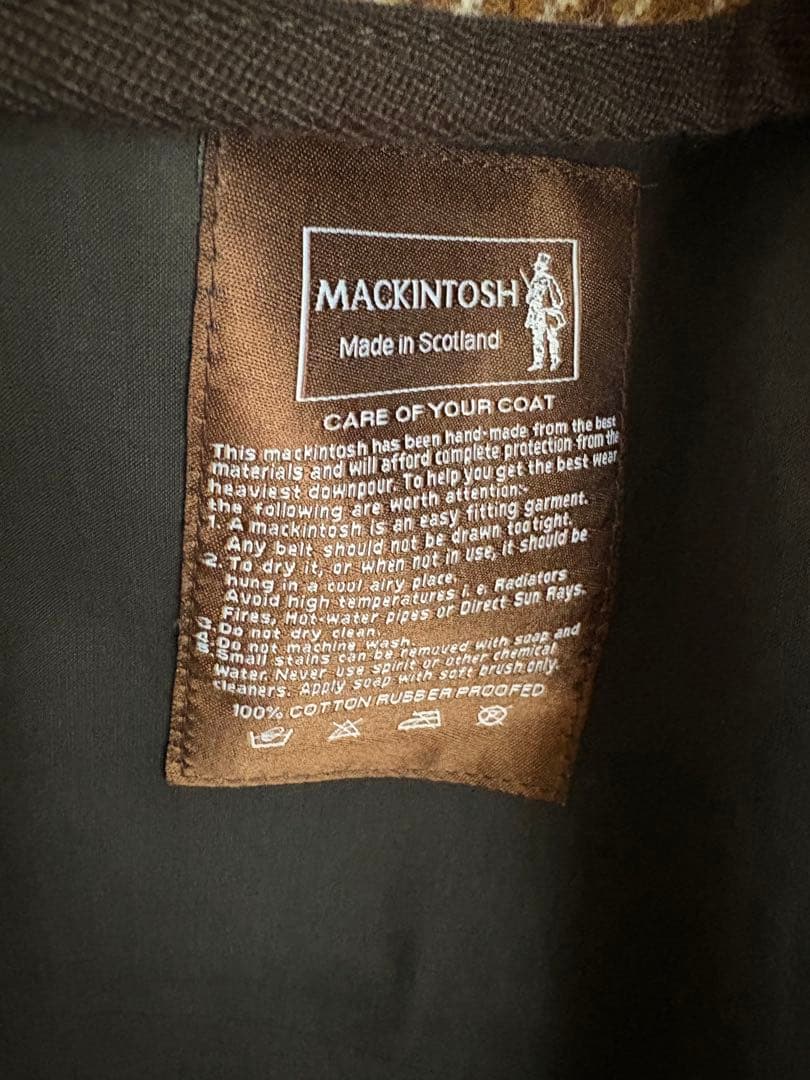 MACKINTOSH
Made in Scotland
CARE OF YOUR COAT
This mackintosh has been hand-made from the best
materials and will afford complete protection from the
heaviest downpour. To help you get the best wear
the following are worth attention:-
1. A mackintosh is an easy fitting garment.
Any belt should not be drawn too tight.
2. To dry it, or when not in use, it should be
hung in a cool airy place.
Avoid high temperatures i.e. Radiators
Fires, Hot-water pipes or Direct Sun Rays.
3. Do not dry clean.
4. Do not machine wash.
5. Small stains can be removed with soap and
water. Never use spirit or other chemical
cleaners. Apply soap with soft brush only.
100% COTTON RUBBER PROOFED